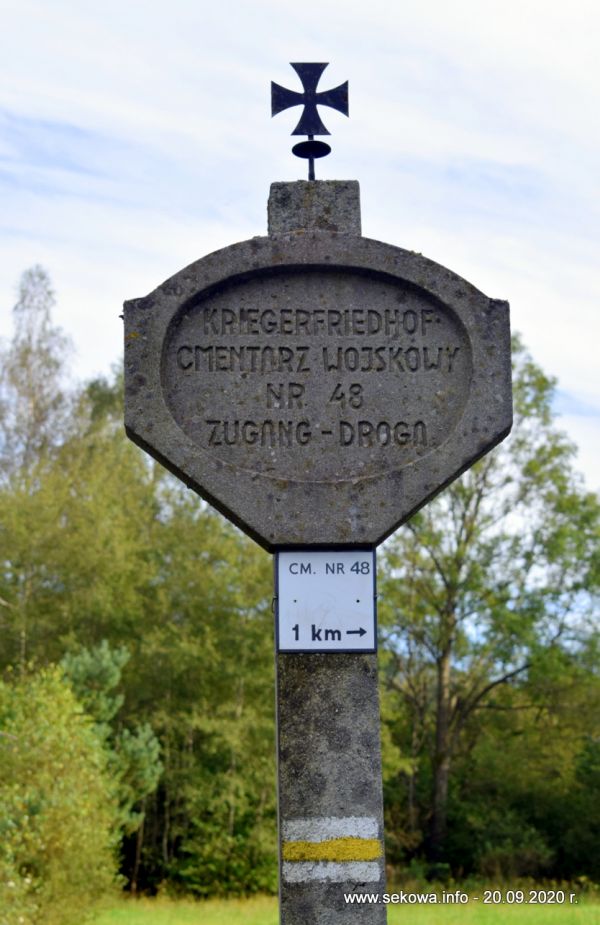 KRIEGERFRIEDHOF-
CMENTARZ WOJSKOWY
NR 48
ZUGANG - DROGA
CM. NR 48
1 km→
www.sekowa.info - 20.09.2020 r.